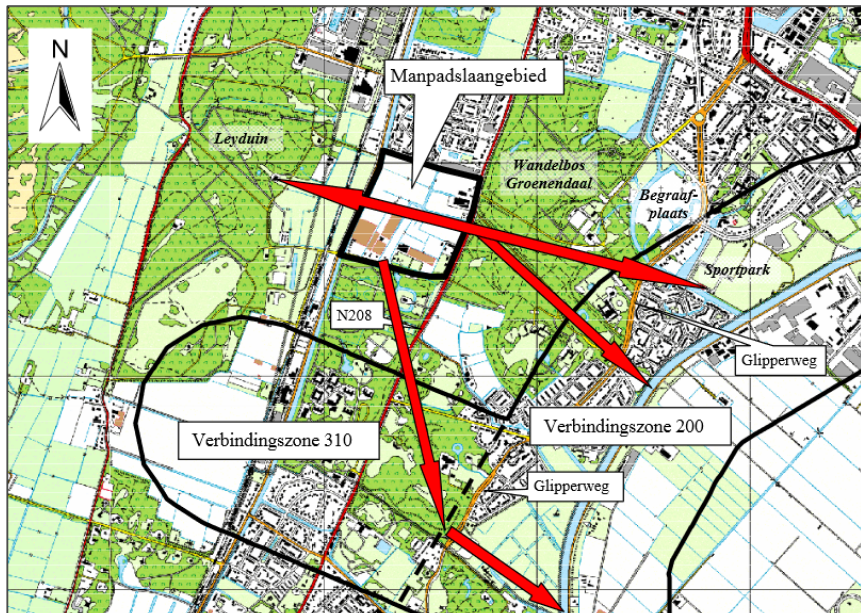 N
Manpadslaangebied
Leyduin
Wandelbos
Groenendaal
Begraaf-
plaats
Sportpark
N208
Glipperweg
Verbindingszone 310
Verbindingszone 200
Glipperweg